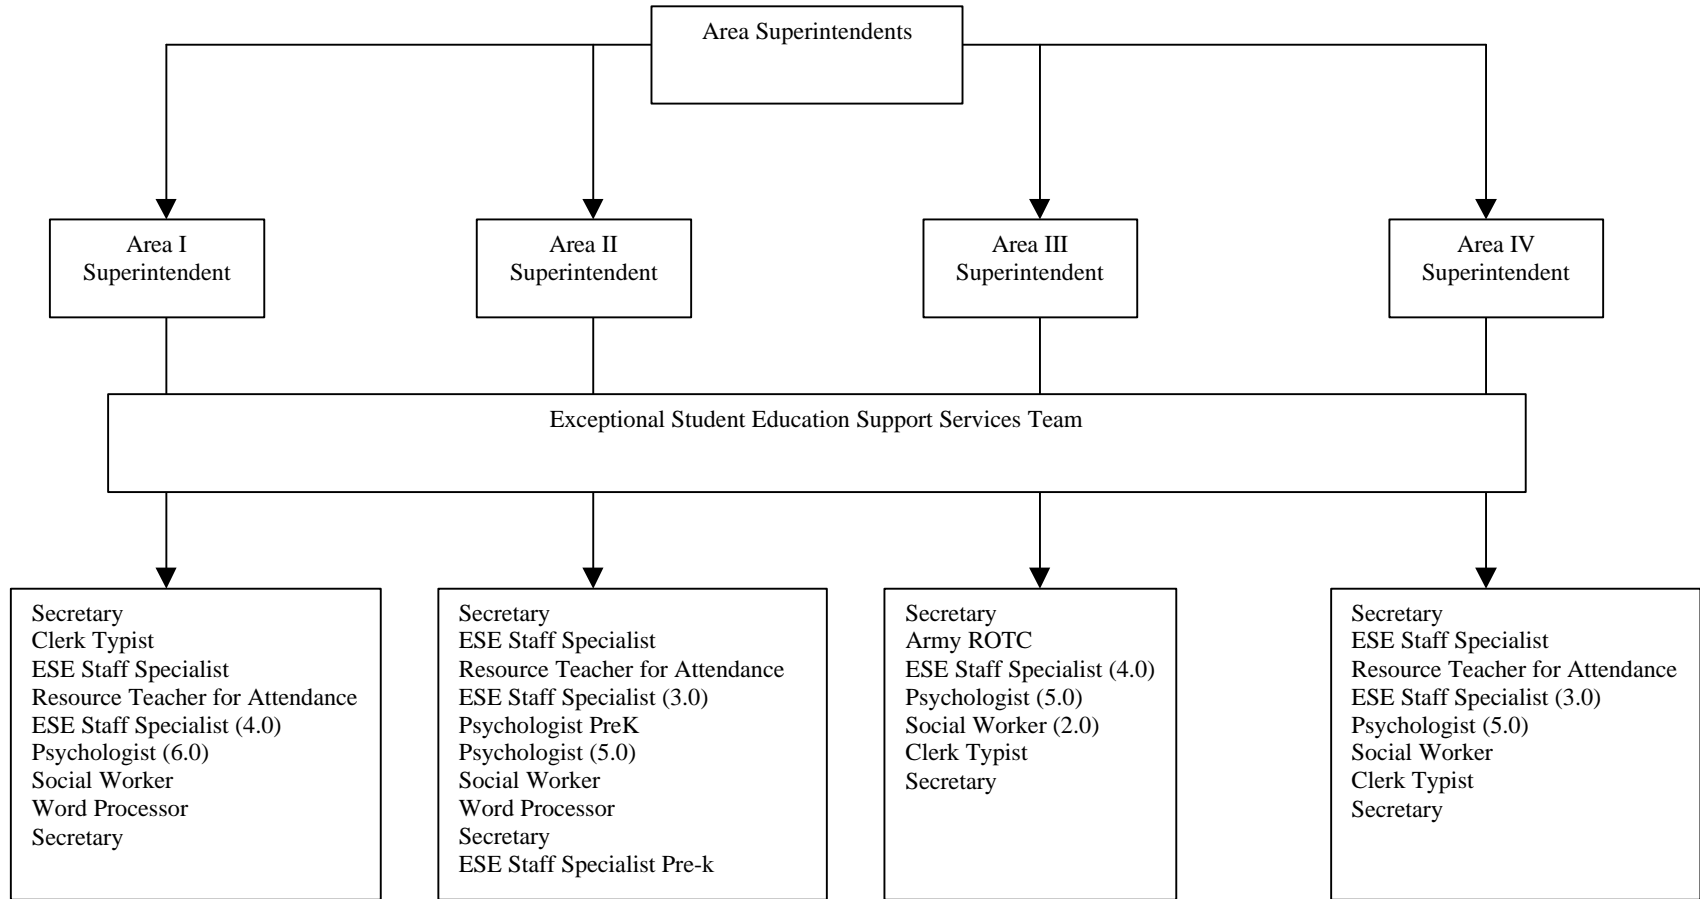 Area Superintendents
Area I
Superintendent
Area II
Superintendent
Area III
Superintendent
Area IV
Superintendent
Exceptional Student Education Support Services Team
Secretary
Clerk Typist
ESE Staff Specialist
Resource Teacher for Attendance
ESE Staff Specialist (4.0)
Psychologist (6.0)
Social Worker
Word Processor
Secretary
Secretary
ESE Staff Specialist
Resource Teacher for Attendance
ESE Staff Specialist (3.0)
Psychologist PreK
Psychologist (5.0)
Social Worker
Word Processor
Secretary
ESE Staff Specialist Pre-k
Secretary
Army ROTC
ESE Staff Specialist (4.0)
Psychologist (5.0)
Social Worker (2.0)
Clerk Typist
Secretary
Secretary
ESE Staff Specialist
Resource Teacher for Attendance
ESE Staff Specialist (3.0)
Psychologist (5.0)
Social Worker
Clerk Typist
Secretary